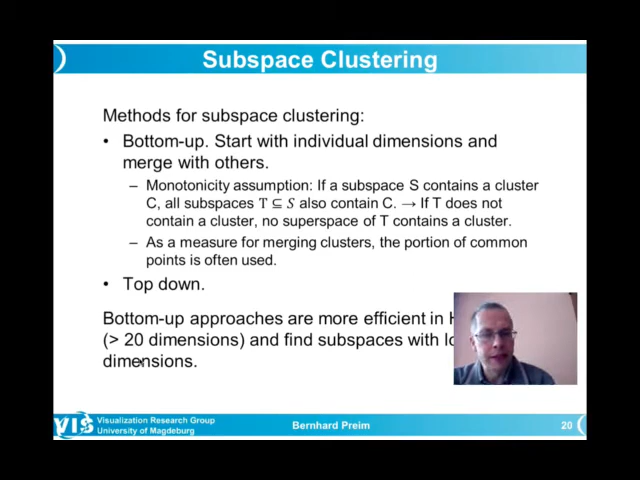 Subspace Clustering
Methods for subspace clustering:
• Bottom-up. Start with individual dimensions and
merge with others.
– Monotonicity assumption: If a subspace S contains a cluster
C, all subspaces T ⊆ S also contain C. → If T does not
contain a cluster, no superspace of T contains a cluster.
– As a measure for merging clusters, the portion of common
points is often used.
• Top down.
Bottom-up approaches are more efficient in
(> 20 dimensions) and find subspaces with
dimensions.
VIS Visualization Research Group
University of Magdeburg
Bernhard Preim
20